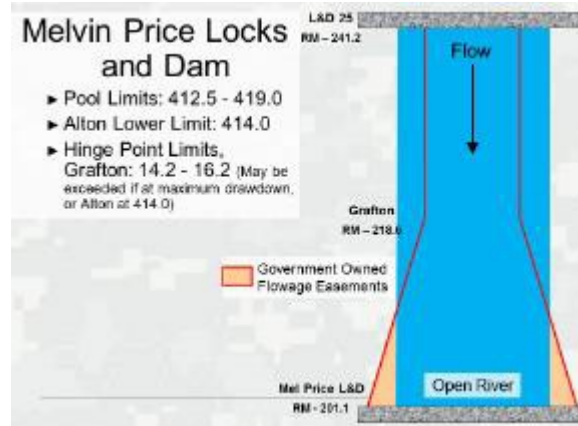 Melvin Price Locks
and Dam
► Pool Limits: 412.5 - 419.0
► Alton Lower Limit: 414.0
► Hinge Point Limits,
Grafton: 14.2 - 16.2 (May be
exceeded if at maximum drawdown,
or Alton at 414.0)
L&D 25
RM – 241.2
Flow
Grafton
RM – 218.6
Government Owned
Flowage Easements
Mel Price L&D
RM - 201.1
Open River